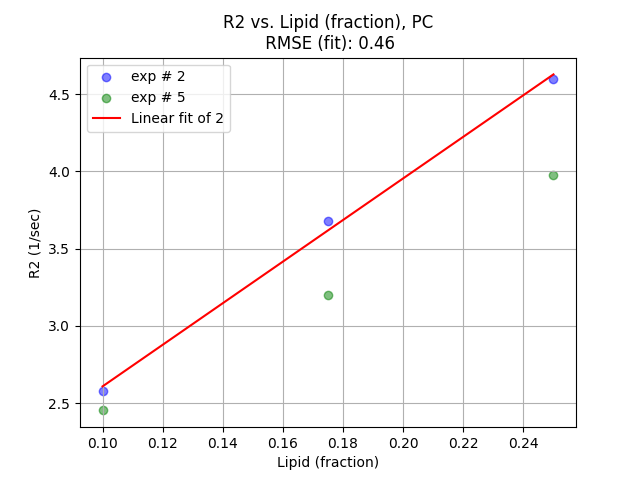 R2 vs. Lipid (fraction), PC
RMSE (fit): 0.46
exp # 2
exp # 5
Linear fit of 2
4.5
4.0
3.5
3.0
2.5
R2 (1/sec)
0.10 0.12 0.14 0.16 0.18 0.20 0.22 0.24
Lipid (fraction)